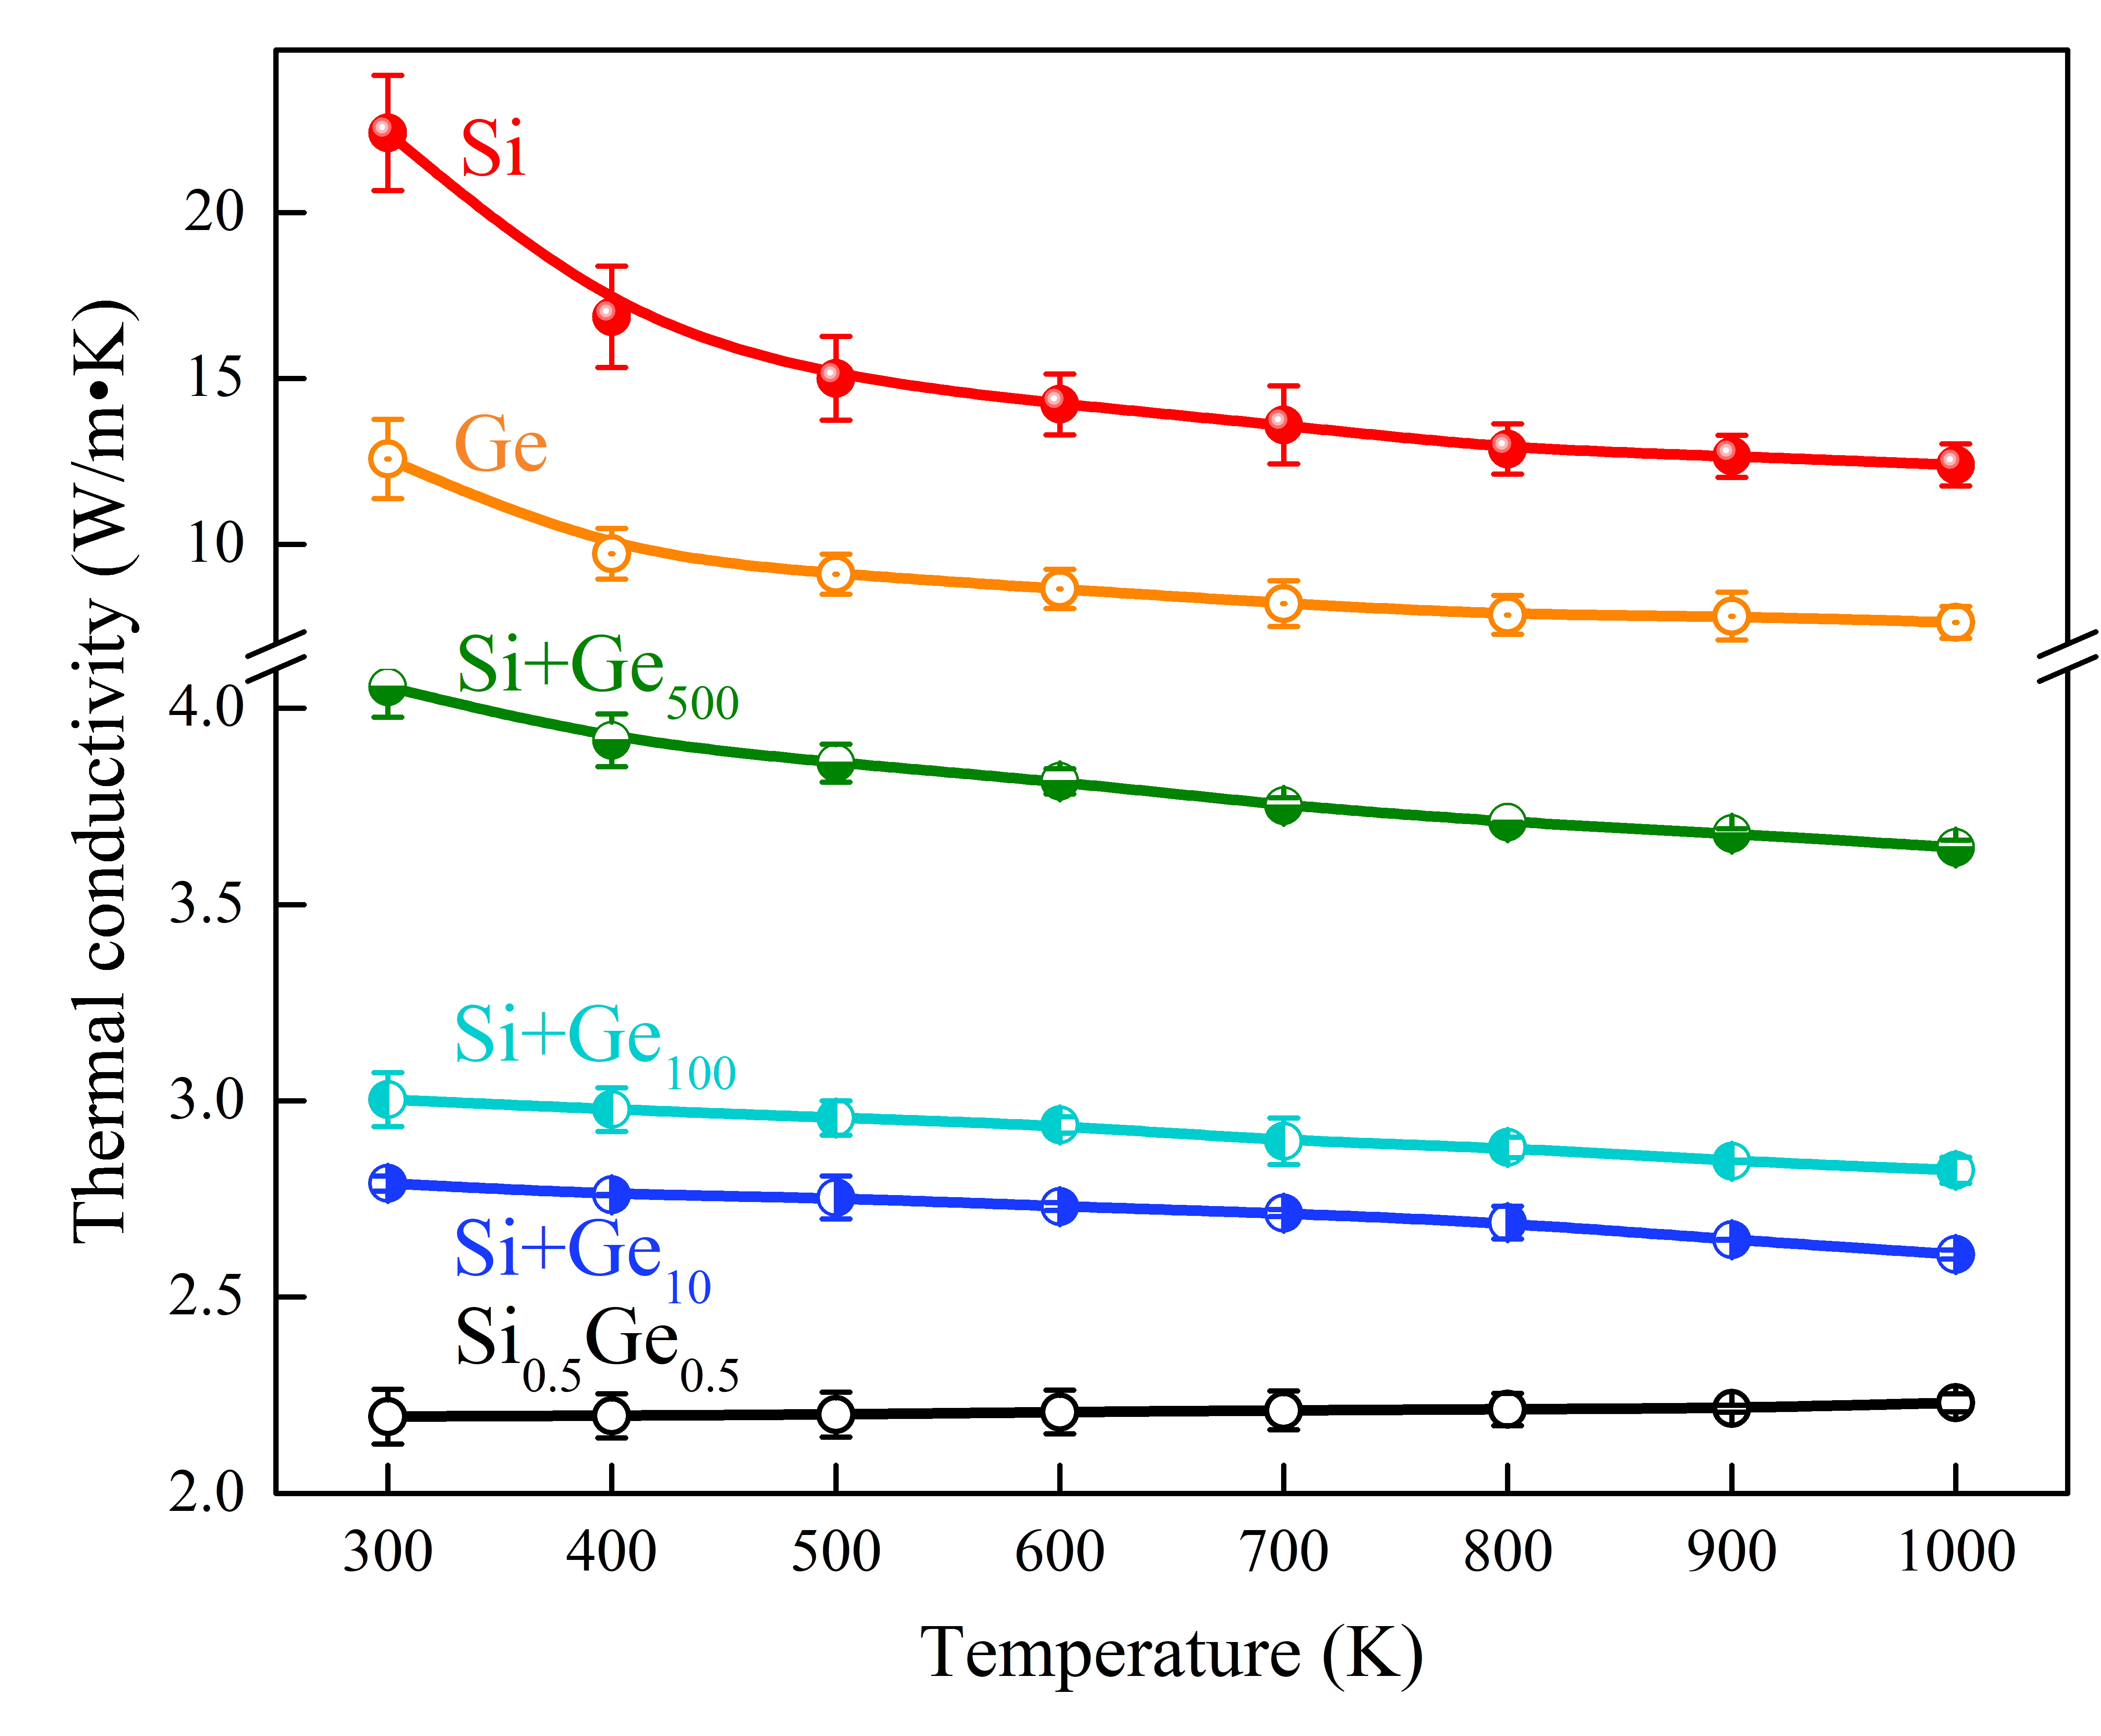 Thermal conductivity (W/m•K)
20
15
10
4.0
3.5
3.0
2.5
2.0
Si
Ge
Si+Ge500
Si+Ge100
Si+Ge10
Si0.5Ge0.5
300 400 500 600 700 800 900 1000
Temperature (K)